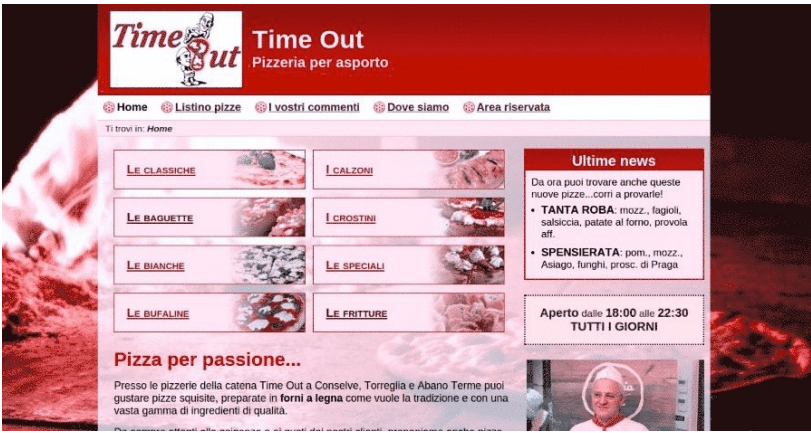 Time Out
Time Out
Pizzeria per asporto
Home Listino pizze I vostri commenti Dove siamo Area riservata
Ti trovi in: Home
LE CLASSICHE
I CALZONI
LE BAGUETTE
I CROSTINI
LE BIANCHE
LE SPECIALI
LE BUFALINE
LE FRITTURE
Pizza per passione...
Presso le pizzerie della catena Time Out a Conselve, Torreglia e Abano Terme puoi
gustare pizze squisite, preparate in forni a legna come vuole la tradizione e con una
vasta gamma di ingredienti di qualità.
Ultime news
Da ora puoi trovare anche queste
nuove pizze...corri a provarle!
• TANTA ROBA: mozz., fagioli,
salsiccia, patate al forno, provola
aff.
• SPENSIERATA: pom., mozz.,
Asiago, funghi, prosc. di Praga
Aperto dalle 18:00 alle 22:30
TUTTI I GIORNI